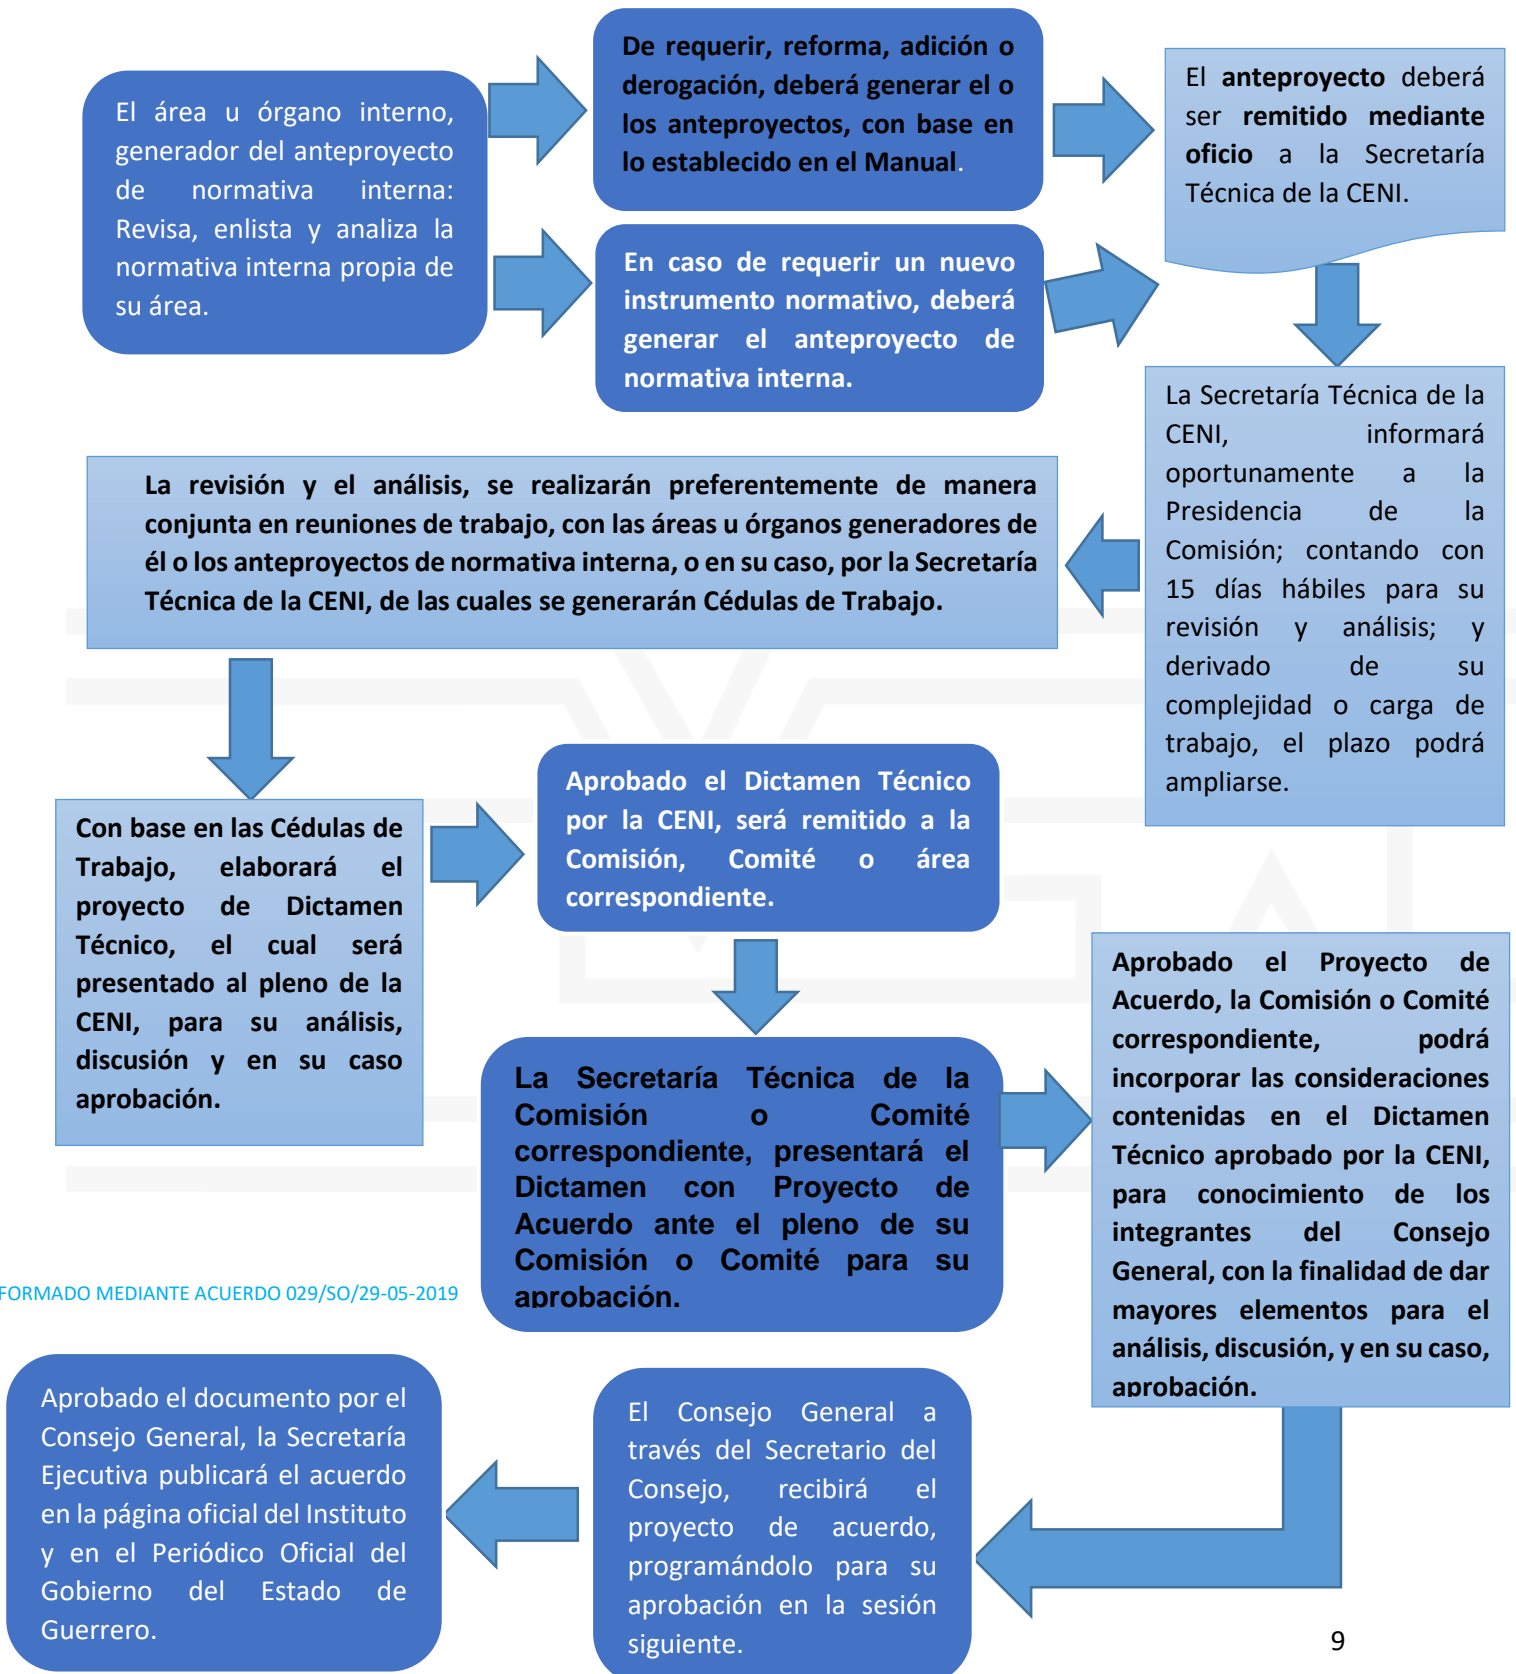 El área u órgano interno,
generador del anteproyecto
de normativa interna:
Revisa, enlista y analiza la
normativa interna propia de
su área.
De requerir, reforma, adición o
derogación, deberá generar el o
los anteproyectos, con base en
lo establecido en el Manual.
En caso de requerir un nuevo
instrumento normativo, deberá
generar el anteproyecto de
normativa interna.
El anteproyecto deberá
ser remitido mediante
oficio a la Secretaría
Técnica de la CENI.
La Secretaría Técnica de la
CENI, informará
oportunamente a la
Presidencia de la
Comisión; contando con
15 días hábiles para su
revisión y análisis; y
derivado de su
complejidad o carga de
trabajo, el plazo podrá
ampliarse.
La revisión y el análisis, se realizarán preferentemente de manera
conjunta en reuniones de trabajo, con las áreas u órganos generadores de
él o los anteproyectos de normativa interna, o en su caso, por la Secretaría
Técnica de la CENI, de las cuales se generarán Cédulas de Trabajo.
Con base en las Cédulas de
Trabajo, elaborará el
proyecto de Dictamen
Técnico, el cual será
presentado al pleno de la
CENI, para su análisis,
discusión y en su caso
aprobación.
Aprobado el Dictamen Técnico
por la CENI, será remitido a la
Comisión, Comité o área
correspondiente.
La Secretaría Técnica de la
Comisión o Comité
correspondiente, presentará el
Dictamen con Proyecto de
Acuerdo ante el pleno de su
Comisión o Comité para su
aprobación.
Aprobado el Proyecto de
Acuerdo, la Comisión o Comité
correspondiente, podrá
incorporar las consideraciones
contenidas en el Dictamen
Técnico aprobado por la CENI,
para conocimiento de los
integrantes del Consejo
General, con la finalidad de dar
mayores elementos para el
análisis, discusión, y en su caso,
aprobación.
FORMADO MEDIANTE ACUERDO 029/SO/29-05-2019
El Consejo General a
través del Secretario del
Consejo, recibirá el
proyecto de acuerdo,
programándolo para su
aprobación en la sesión
siguiente.
Aprobado el documento por el
Consejo General, la Secretaría
Ejecutiva publicará el acuerdo
en la página oficial del Instituto
y en el Periódico Oficial del
Gobierno del Estado de
Guerrero.
9